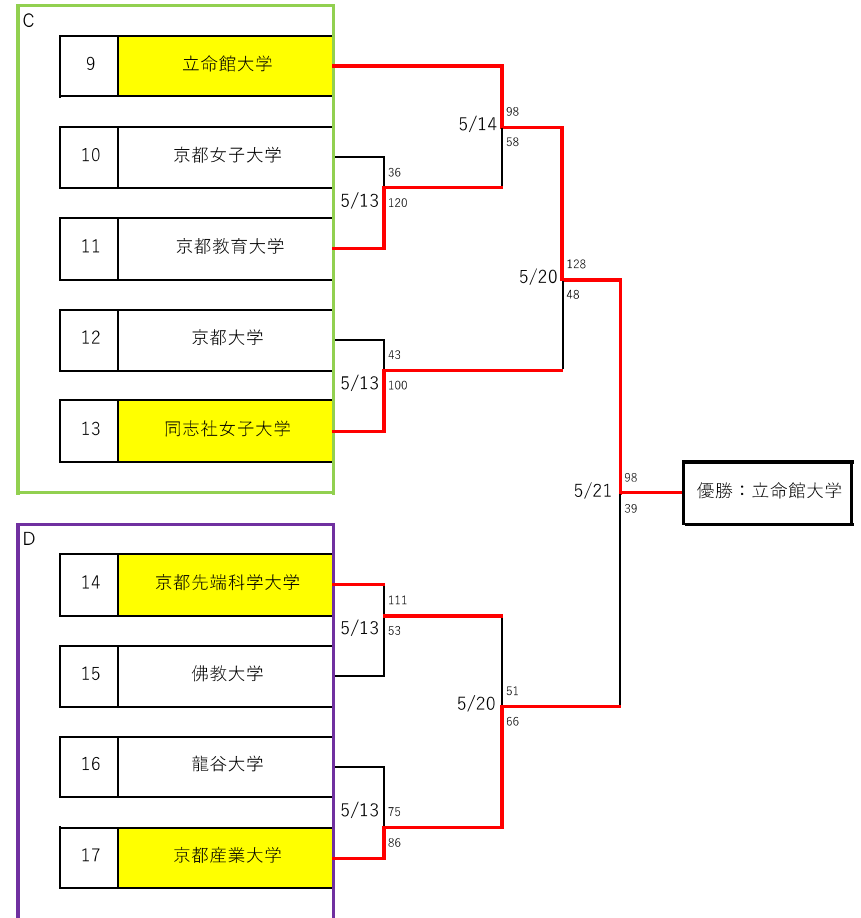 C
9 立命館大学
98
5/14
58
10 京都女子大学
36
5/13
120
11 京都教育大学
128
5/20
48
12 京都大学
43
5/13
100
13 同志社女子大学
98
5/21
39
優勝：立命館大学
D
14 京都先端科学大学
111
5/13
53
15 佛教大学
51
5/20
66
16 龍谷大学
75
5/13
86
17 京都産業大学